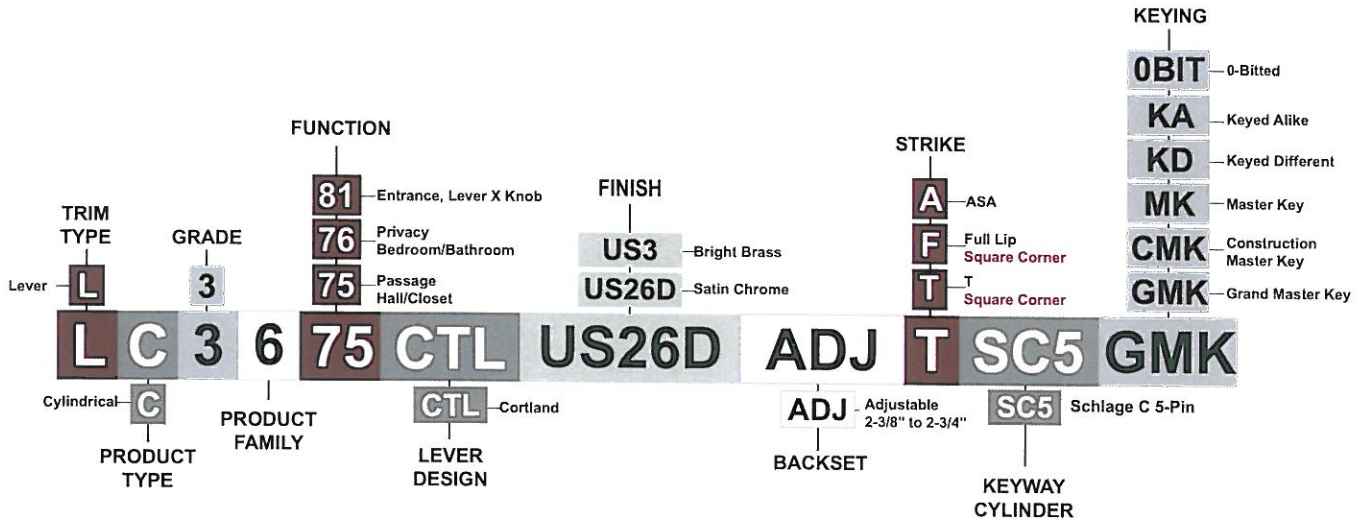 KEYING
0BIT
0-Bitted
KA
Keyed Alike
KD
Keyed Different
MK
Master Key
CMK
Construction
Master Key
GMK
Grand Master Key
FUNCTION
81
Entrance, Lever X Knob
76
Privacy
Bedroom/Bathroom
75
Passage
Hall/Closet
STRIKE
A
ASA
F
Full Lip
Square Corner
T
T
Square Corner
FINISH
US3
Bright Brass
US26D
Satin Chrome
TRIM
TYPE
Lever
L
GRADE
3
L C 3 6 75 CTL US26D ADJ T SC5 GMK
Cylindrical
C
PRODUCT
TYPE
PRODUCT
FAMILY
CTL
Cortland
LEVER
DESIGN
ADJ
Adjustable
2-3/8" to 2-3/4"
BACKSET
SC5
Schlage C 5-Pin
KEYWAY
CYLINDER